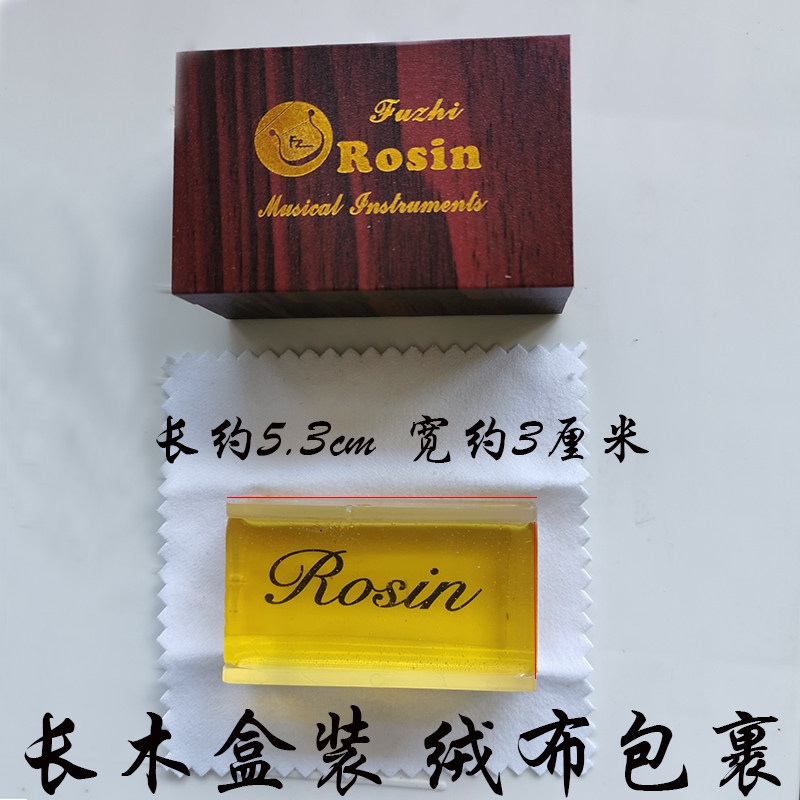 Fuzhi
FZ
Rosin
Musical Instruments
长约5.3cm 宽约3厘米
Rosin
长木盒装 绒布包裹